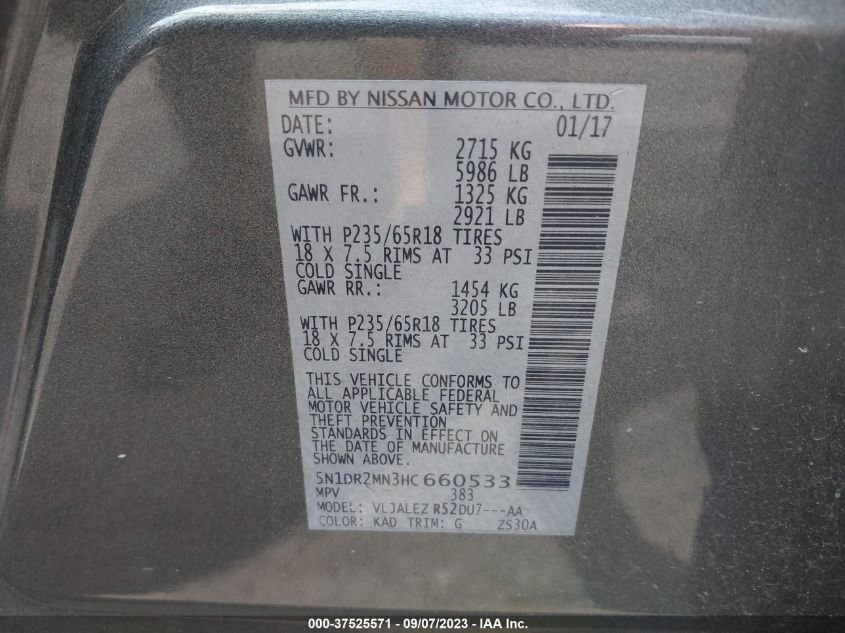 MFD BY NISSAN MOTOR CO., LTD.
DATE: 01/17
GVWR: 2715 KG
5986 LB
GAWR FR.: 1325 KG
2921 LB
WITH P235/65R18 TIRES
18 X 7.5 RIMS AT 33 PSI
COLD SINGLE
GAWR RR.: 1454 KG
3205 LB
WITH P235/65R18 TIRES
18 X 7.5 RIMS AT 33 PSI
COLD SINGLE
THIS VEHICLE CONFORMS TO
ALL APPLICABLE FEDERAL
MOTOR VEHICLE SAFETY AND
THEFT PREVENTION
STANDARDS IN EFFECT ON
THE DATE OF MANUFACTURE
SHOWN ABOVE.
5N1DR2MN3HC660533
MPV 383
MODEL: VLJALEZ R52DU7---AA
COLOR: KAD TRIM: G ZS30A
000-37525571 - 09/07/2023 - IAA Inc.